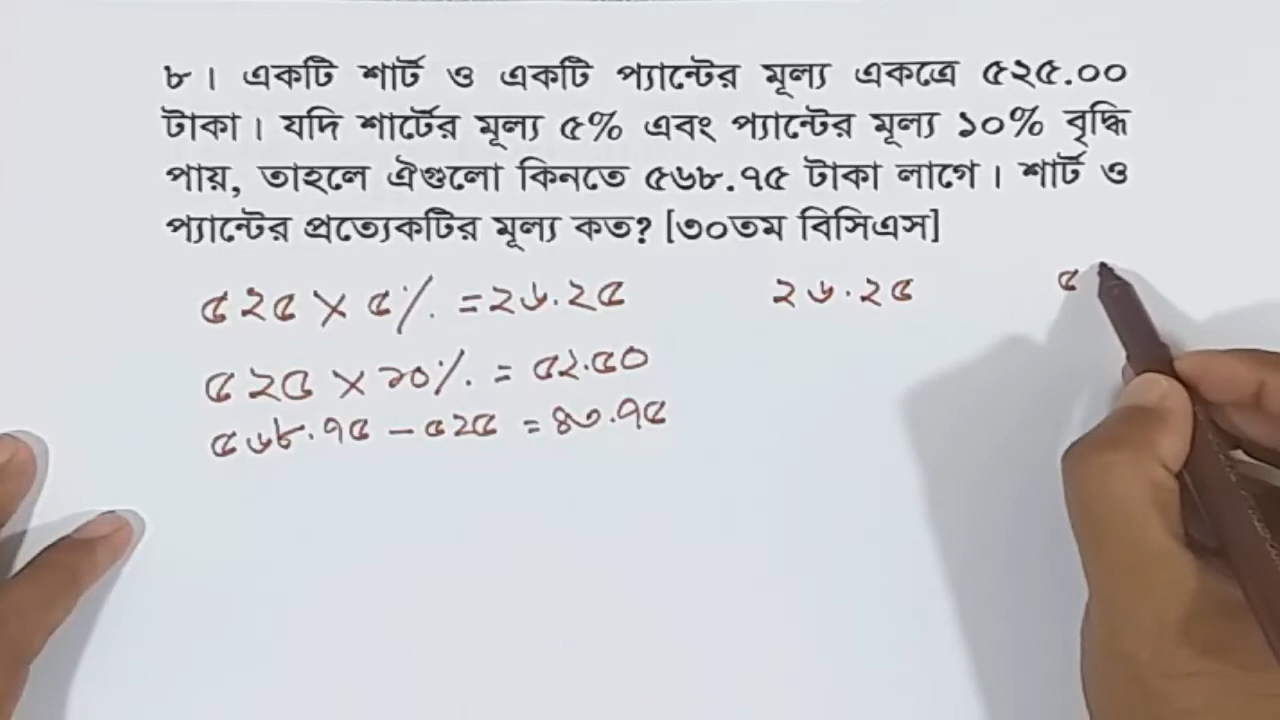 ৮। একটি শার্ট ও একটি প্যান্টের মূল্য একত্রে ৫২৫.০০
টাকা। যদি শার্টের মূল্য ৫% এবং প্যান্টের মূল্য ১০% বৃদ্ধি
পায়, তাহলে ঐগুলো কিনতে ৫৬৮.৭৫ টাকা লাগে। শার্ট ও
প্যান্টের প্রত্যেকটির মূল্য কত? [৩০তম বিসিএস]
৫২৫ × ৫% = ২৬.২৫
২৬.২৫
৫
৫২৫ × ১০% = ৫২.৫০
৫৬৮.৭৫ – ৫২৫ = ৪৩.৭৫